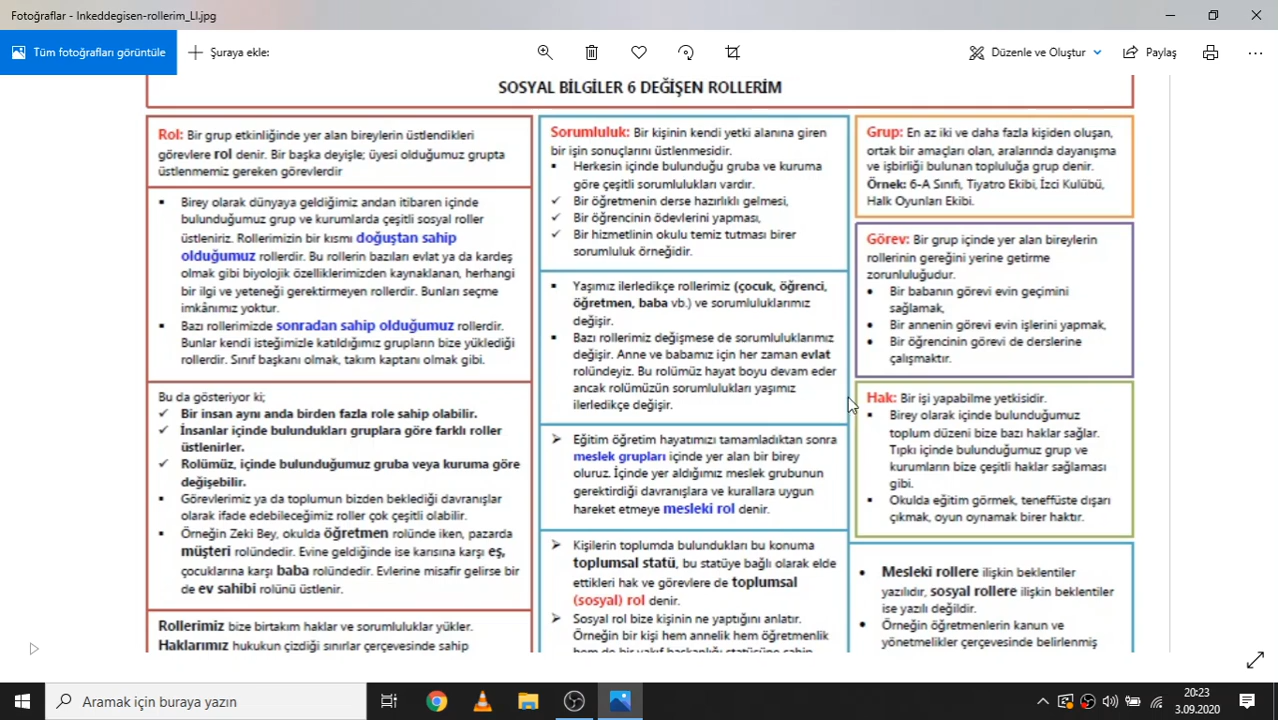 Fotoğraflar - Inkeddegisen-rollerim_LI.jpg
Tüm fotoğrafları görüntüle
Şuraya ekle:
Düzenle ve Oluştur
Paylaş
SOSYAL BİLGİLER 6 DEĞİŞEN ROLLERİM
Rol: Bir grup etkinliğinde yer alan bireylerin üstlendikleri
görevlere rol denir. Bir başka deyişle; üyesi olduğumuz grupta
üstlenmemiz gereken görevlerdir
Birey olarak dünyaya geldiğimiz andan itibaren içinde
bulunduğumuz grup ve kurumlarda çeşitli sosyal roller
üstleniriz. Rollerimizin bir kısmı doğuştan sahip
olduğumuz rollerdir. Bu rollerin bazıları evlat ya da kardeş
olmak gibi biyolojik özelliklerimizden kaynaklanan, herhangi
bir ilgi ve yeteneği gerektirmeyen rollerdir. Bunları seçme
imkânımız yoktur.
Bazı rollerimizde sonradan sahip olduğumuz rollerdir.
Bunlar kendi isteğimizle katıldığımız grupların bize yüklediği
rollerdir. Sınıf başkanı olmak, takım kaptanı olmak gibi.
Bu da gösteriyor ki;
Bir insan aynı anda birden fazla role sahip olabilir.
İnsanlar içinde bulundukları gruplara göre farklı roller
üstlenirler.
Rolümüz, içinde bulunduğumuz gruba veya kuruma göre
değişebilir.
Görevlerimiz ya da toplumun bizden beklediği davranışlar
olarak ifade edebileceğimiz roller çok çeşitli olabilir.
Örneğin Zeki Bey, okulda öğretmen rolünde iken, pazarda
müşteri rolündedir. Evine geldiğinde ise karısına karşı eş,
çocuklarına karşı baba rolündedir. Evlerine misafir gelirse bir
de ev sahibi rolünü üstlenir.
Rollerimiz bize birtakım haklar ve sorumluluklar yükler.
Haklarımız hukukun çizdiği sınırlar çerçevesinde sahip
Sorumluluk: Bir kişinin kendi yetki alanına giren
bir işin sonuçlarını üstlenmesidir.
Herkesin içinde bulunduğu gruba ve kuruma
göre çeşitli sorumlulukları vardır.
Bir öğretmenin derse hazırlıklı gelmesi,
Bir öğrencinin ödevlerini yapması,
Bir hizmetlinin okulu temiz tutması birer
sorumluluk örneğidir.
Yaşımız ilerledikçe rollerimiz (çocuk, öğrenci,
öğretmen, baba vb.) ve sorumluluklarımız
değişir.
Bazı rollerimiz değişmese de sorumluluklarımız
değişir. Anne ve babamız için her zaman evlat
rolündeyiz. Bu rolümüz hayat boyu devam eder
ancak rolümüzün sorumlulukları yaşımız
ilerledikçe değişir.
Eğitim öğretim hayatımızı tamamladıktan sonra
meslek grupları içinde yer alan bir birey
oluruz. İçinde yer aldığımız meslek grubunun
gerektirdiği davranışlara ve kurallara uygun
hareket etmeye mesleki rol denir.
Kişilerin toplumda bulundukları bu konuma
toplumsal statü, bu statüye bağlı olarak elde
ettikleri hak ve görevlere de toplumsal
(sosyal) rol denir.
Sosyal rol bize kişinin ne yaptığını anlatır.
Örneğin bir kişi hem annelik hem öğretmenlik
hem de bir vakıf başkanlığı statüsüne sahip
Grup: En az iki ve daha fazla kişiden oluşan,
ortak bir amaçları olan, aralarında dayanışma
ve işbirliği bulunan topluluğa grup denir.
Örnek: 6-A Sınıfı, Tiyatro Ekibi, İzci Kulübü,
Halk Oyunları Ekibi.
Görev: Bir grup içinde yer alan bireylerin
rollerinin gereğini yerine getirme
zorunluluğudur.
Bir babanın görevi evin geçimini
sağlamak,
Bir annenin görevi evin işlerini yapmak,
Bir öğrencinin görevi de derslerine
çalışmaktır.
Hak: Bir işi yapabilme yetkisidir.
Birey olarak içinde bulunduğumuz
toplum düzeni bize bazı haklar sağlar.
Tıpkı içinde bulunduğumuz grup ve
kurumların bize çeşitli haklar sağlaması
gibi.
Okulda eğitim görmek, teneffüste dışarı
çıkmak, oyun oynamak birer haktır.
Mesleki rollere ilişkin beklentiler
yazılıdır, sosyal rollere ilişkin beklentiler
ise yazılı değildir.
Örneğin öğretmenlerin kanun ve
yönetmelikler çerçevesinde belirlenmiş
Aramak için buraya yazın
20:23
3.09.2020